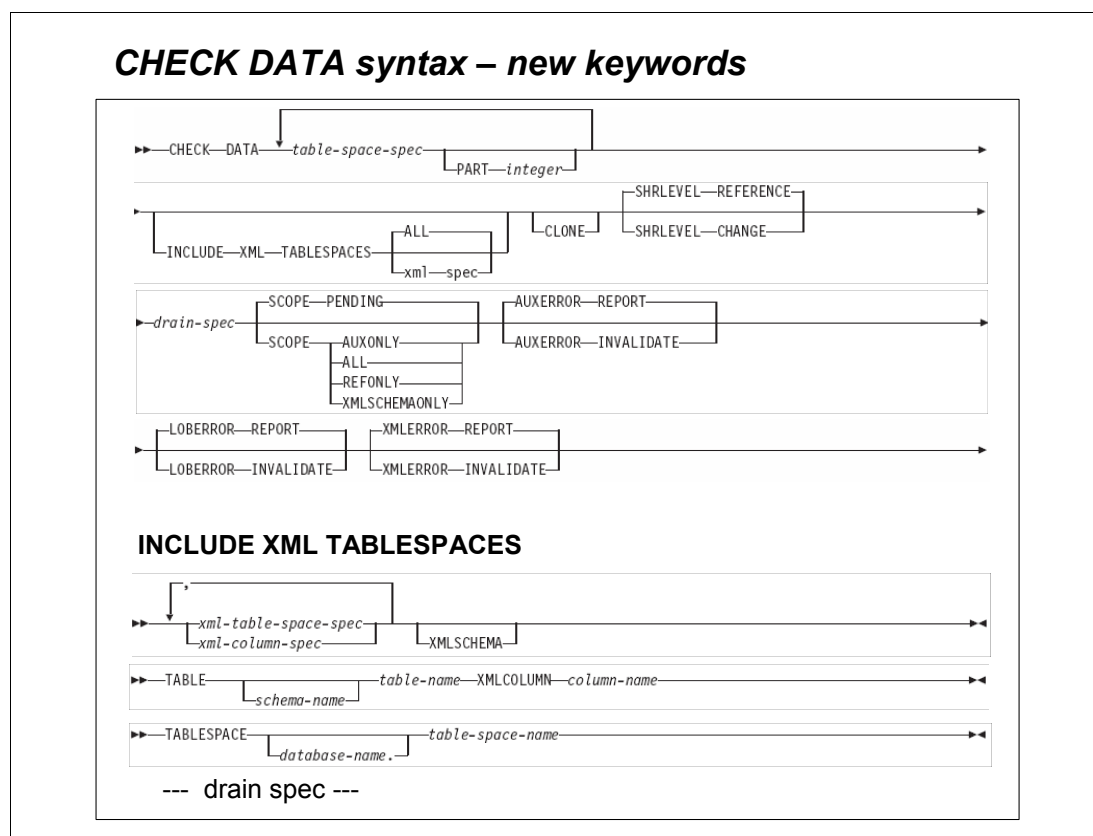 CHECK DATA syntax – new keywords
CHECK DATA table-space-spec
PART integer
ALL SHRLEVEL REFERENCE
INCLUDE XML TABLESPACES xml spec CLONE SHRLEVEL CHANGE
SCOPE PENDING AUXERROR REPORT
drain-spec
SCOPE AUXONLY AUXERROR INVALIDATE
ALL
REFONLY
XMLSCHEMAONLY
LOBERROR REPORT XMLERROR REPORT
LOBERROR INVALIDATE XMLERROR INVALIDATE
INCLUDE XML TABLESPACES
,
xml-table-space-spec
xml-column-spec XMLSCHEMA
TABLE table-name XMLCOLUMN column-name
schema-name
TABLESPACE table-space-name
database-name.
--- drain spec ---